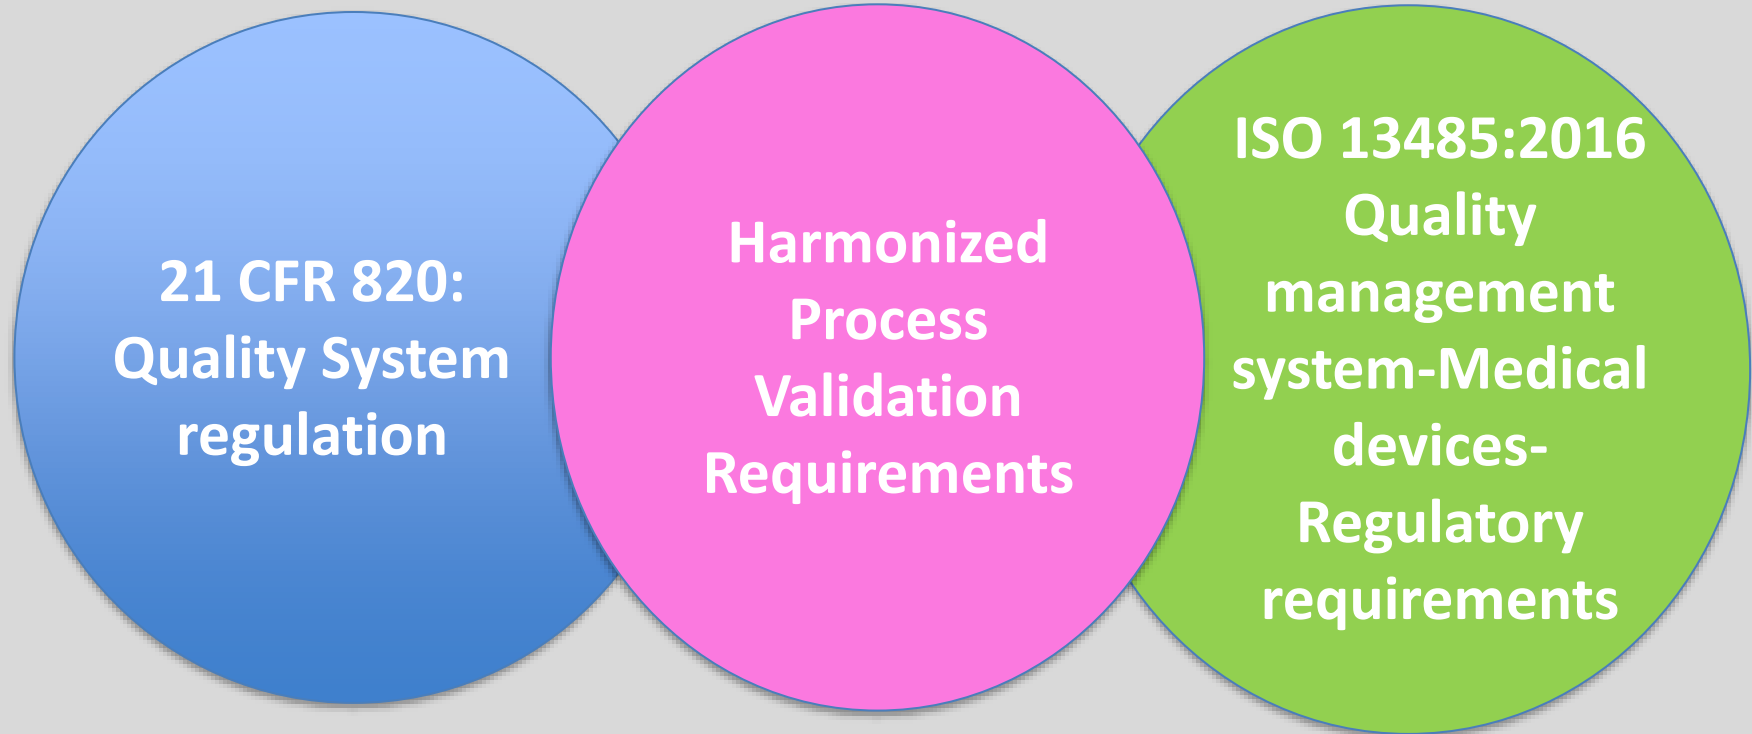 21 CFR 820:
Quality System
regulation
Harmonized
Process
Validation
Requirements
ISO 13485:2016
Quality
management
system-Medical
devices-
Regulatory
requirements